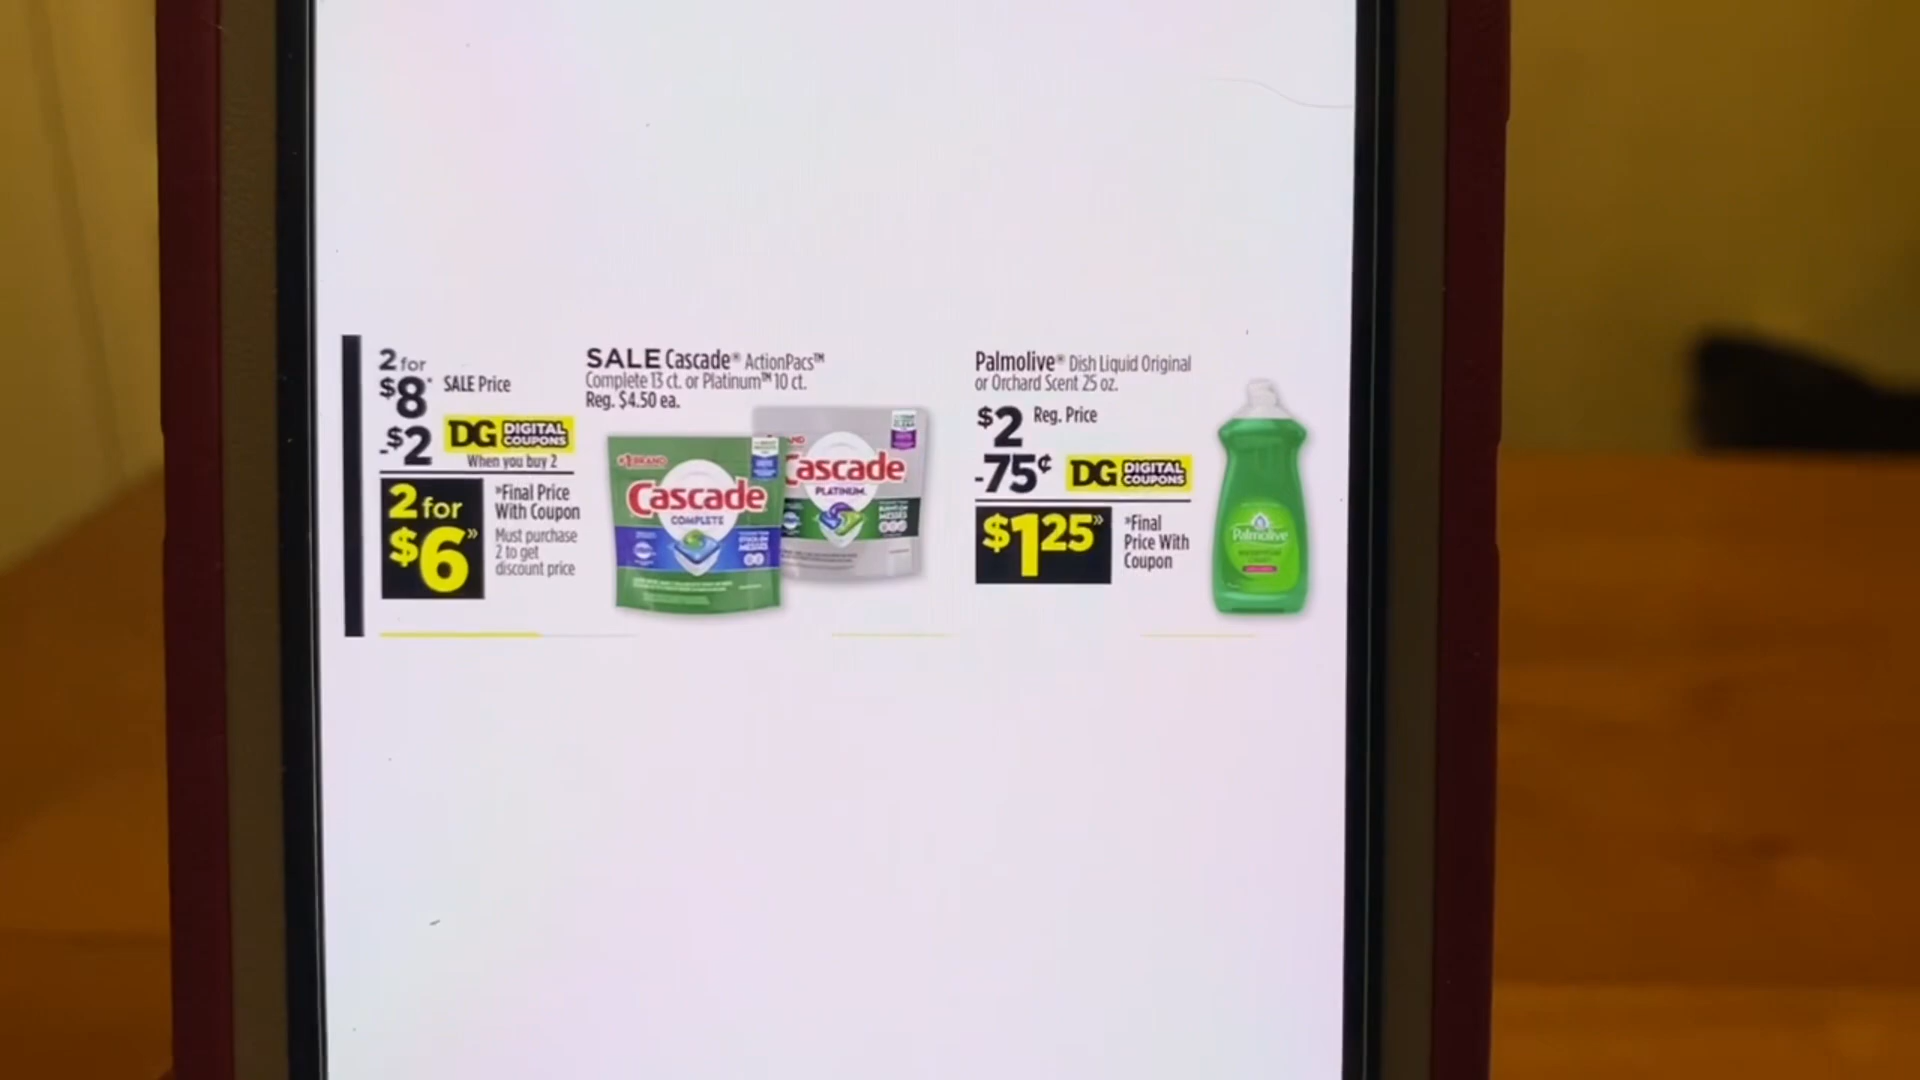 2 for
$8* SALE Price
-$2 DG DIGITAL COUPONS
When you buy 2
2 for
$6»
»Final Price
With Coupon
Must purchase
2 to get
discount price
SALE Cascade® ActionPacs™
Complete 13 ct. or Platinum™ 10 ct.
Reg. $4.50 ea.
#1 BRAND
Cascade
COMPLETE
Cascade
PLATINUM
Palmolive® Dish Liquid Original
or Orchard Scent 25 oz.
$2 Reg. Price
-75¢ DG DIGITAL COUPONS
$1.25»
»Final
Price With
Coupon
Palmolive